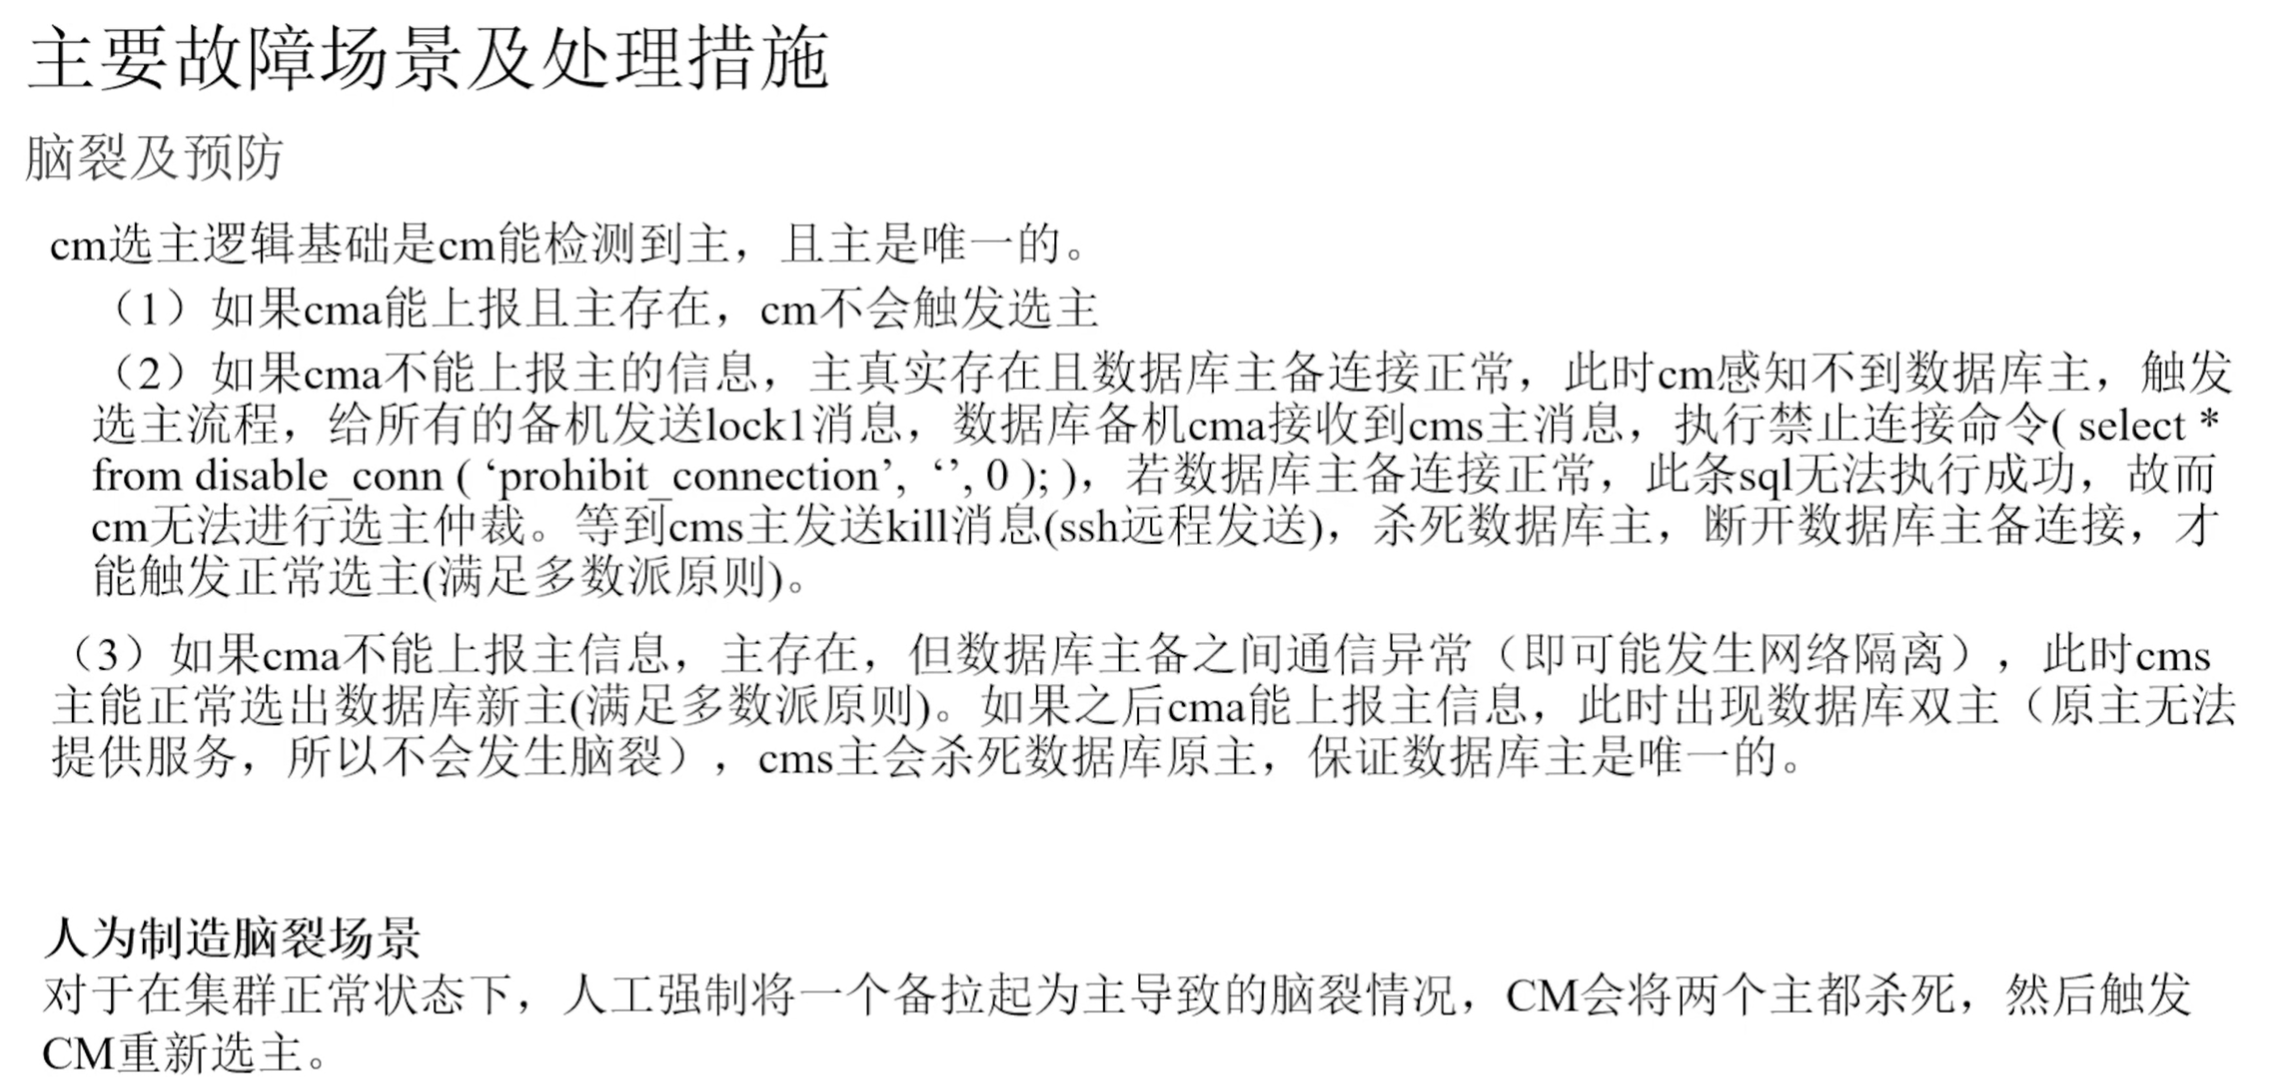 主要故障场景及处理措施
脑裂及预防
cm选主逻辑基础是cm能检测到主，且主是唯一的。
（1）如果cma能上报且主存在，cm不会触发选主
（2）如果cma不能上报主的信息，主真实存在且数据库主备连接正常，此时cm感知不到数据库主，触发
选主流程，给所有的备机发送lock1消息，数据库备机cma接收到cms主消息，执行禁止连接命令( select *
from disable_conn ( ‘prohibit_connection’, ‘’, 0 ); )，若数据库主备连接正常，此条sql无法执行成功，故而
cm无法进行选主仲裁。等到cms主发送kill消息(ssh远程发送)，杀死数据库主，断开数据库主备连接，才
能触发正常选主(满足多数派原则)。
（3）如果cma不能上报主信息，主存在，但数据库主备之间通信异常（即可能发生网络隔离），此时cms
主能正常选出数据库新主(满足多数派原则)。如果之后cma能上报主信息，此时出现数据库双主（原主无法
提供服务，所以不会发生脑裂），cms主会杀死数据库原主，保证数据库主是唯一的。
人为制造脑裂场景
对于在集群正常状态下，人工强制将一个备拉起为主导致的脑裂情况，CM会将两个主都杀死，然后触发
CM重新选主。